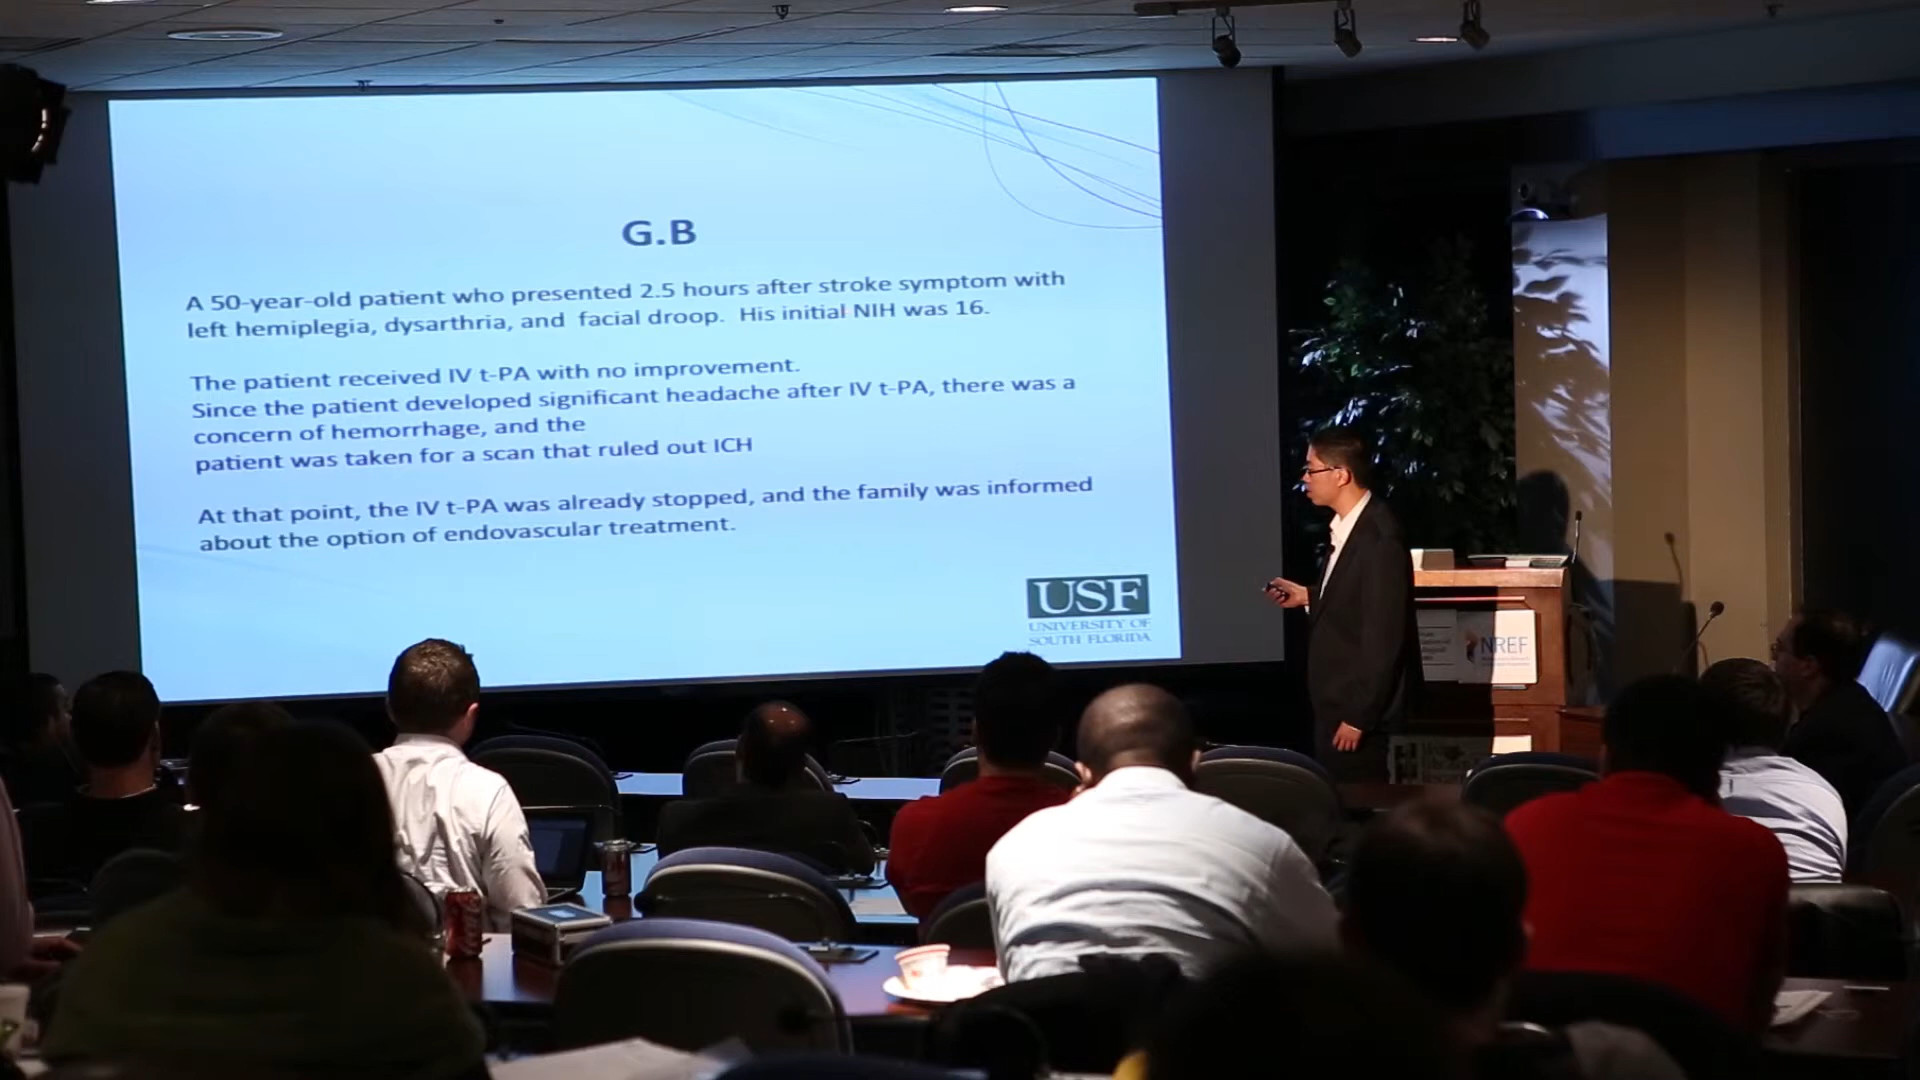 G.B
A 50-year-old patient who presented 2.5 hours after stroke symptom with
left hemiplegia, dysarthria, and facial droop. His initial NIH was 16.
The patient received IV t-PA with no improvement.
Since the patient developed significant headache after IV t-PA, there was a
concern of hemorrhage, and the
patient was taken for a scan that ruled out ICH
At that point, the IV t-PA was already stopped, and the family was informed
about the option of endovascular treatment.
USF
UNIVERSITY OF
SOUTH FLORIDA
NREF